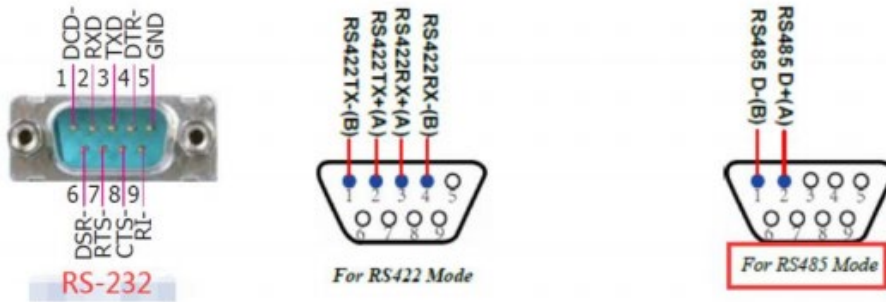 DCD-
RXD
TXD
DTR-
GND
1 2 3 4 5
6 7 8 9
DSR-
RTS-
CTS-
RI-
RS-232
RS422TX-(B)
RS422TX+(A)
RS422RX+(A)
RS422RX-(B)
1 2 3 4 5
6 7 8 9
For RS422 Mode
RS485 D-(B)
RS485 D+(A)
1 2 3 4 5
6 7 8 9
For RS485 Mode